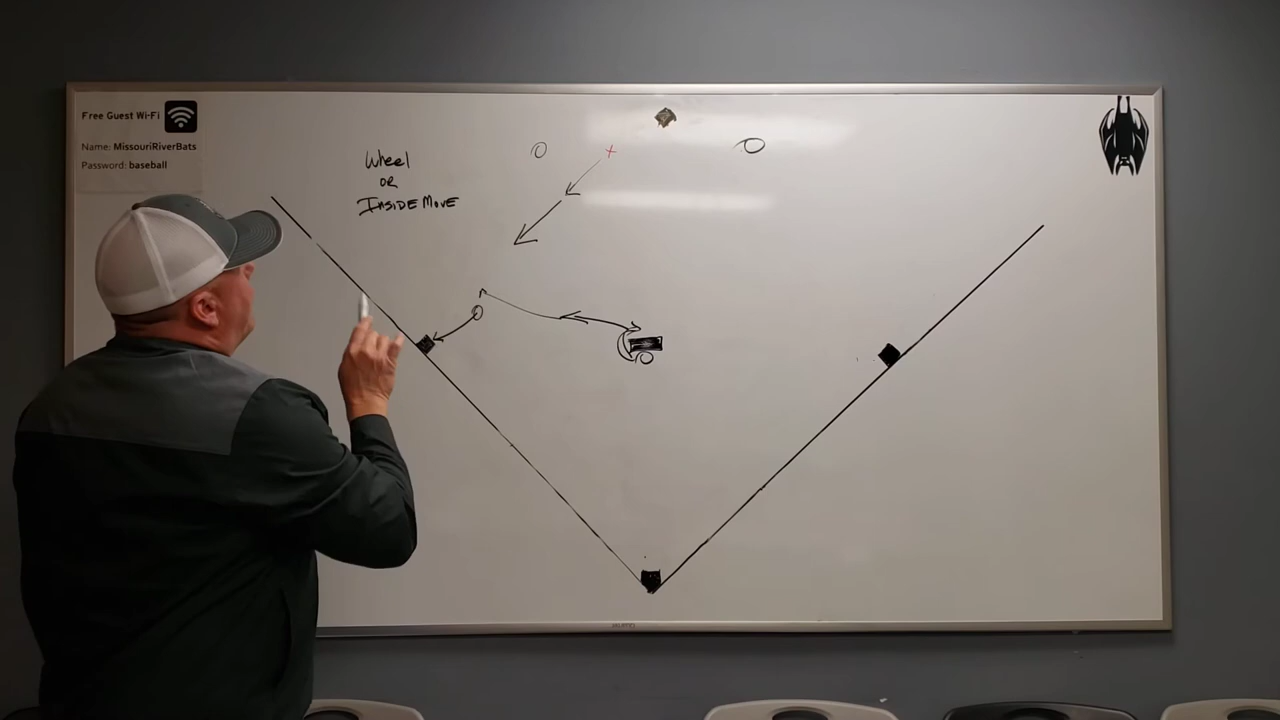 Free Guest Wi-Fi
Name: MissouriRiverBats
Password: baseball
Wheel
OR
INSIDE MOVE